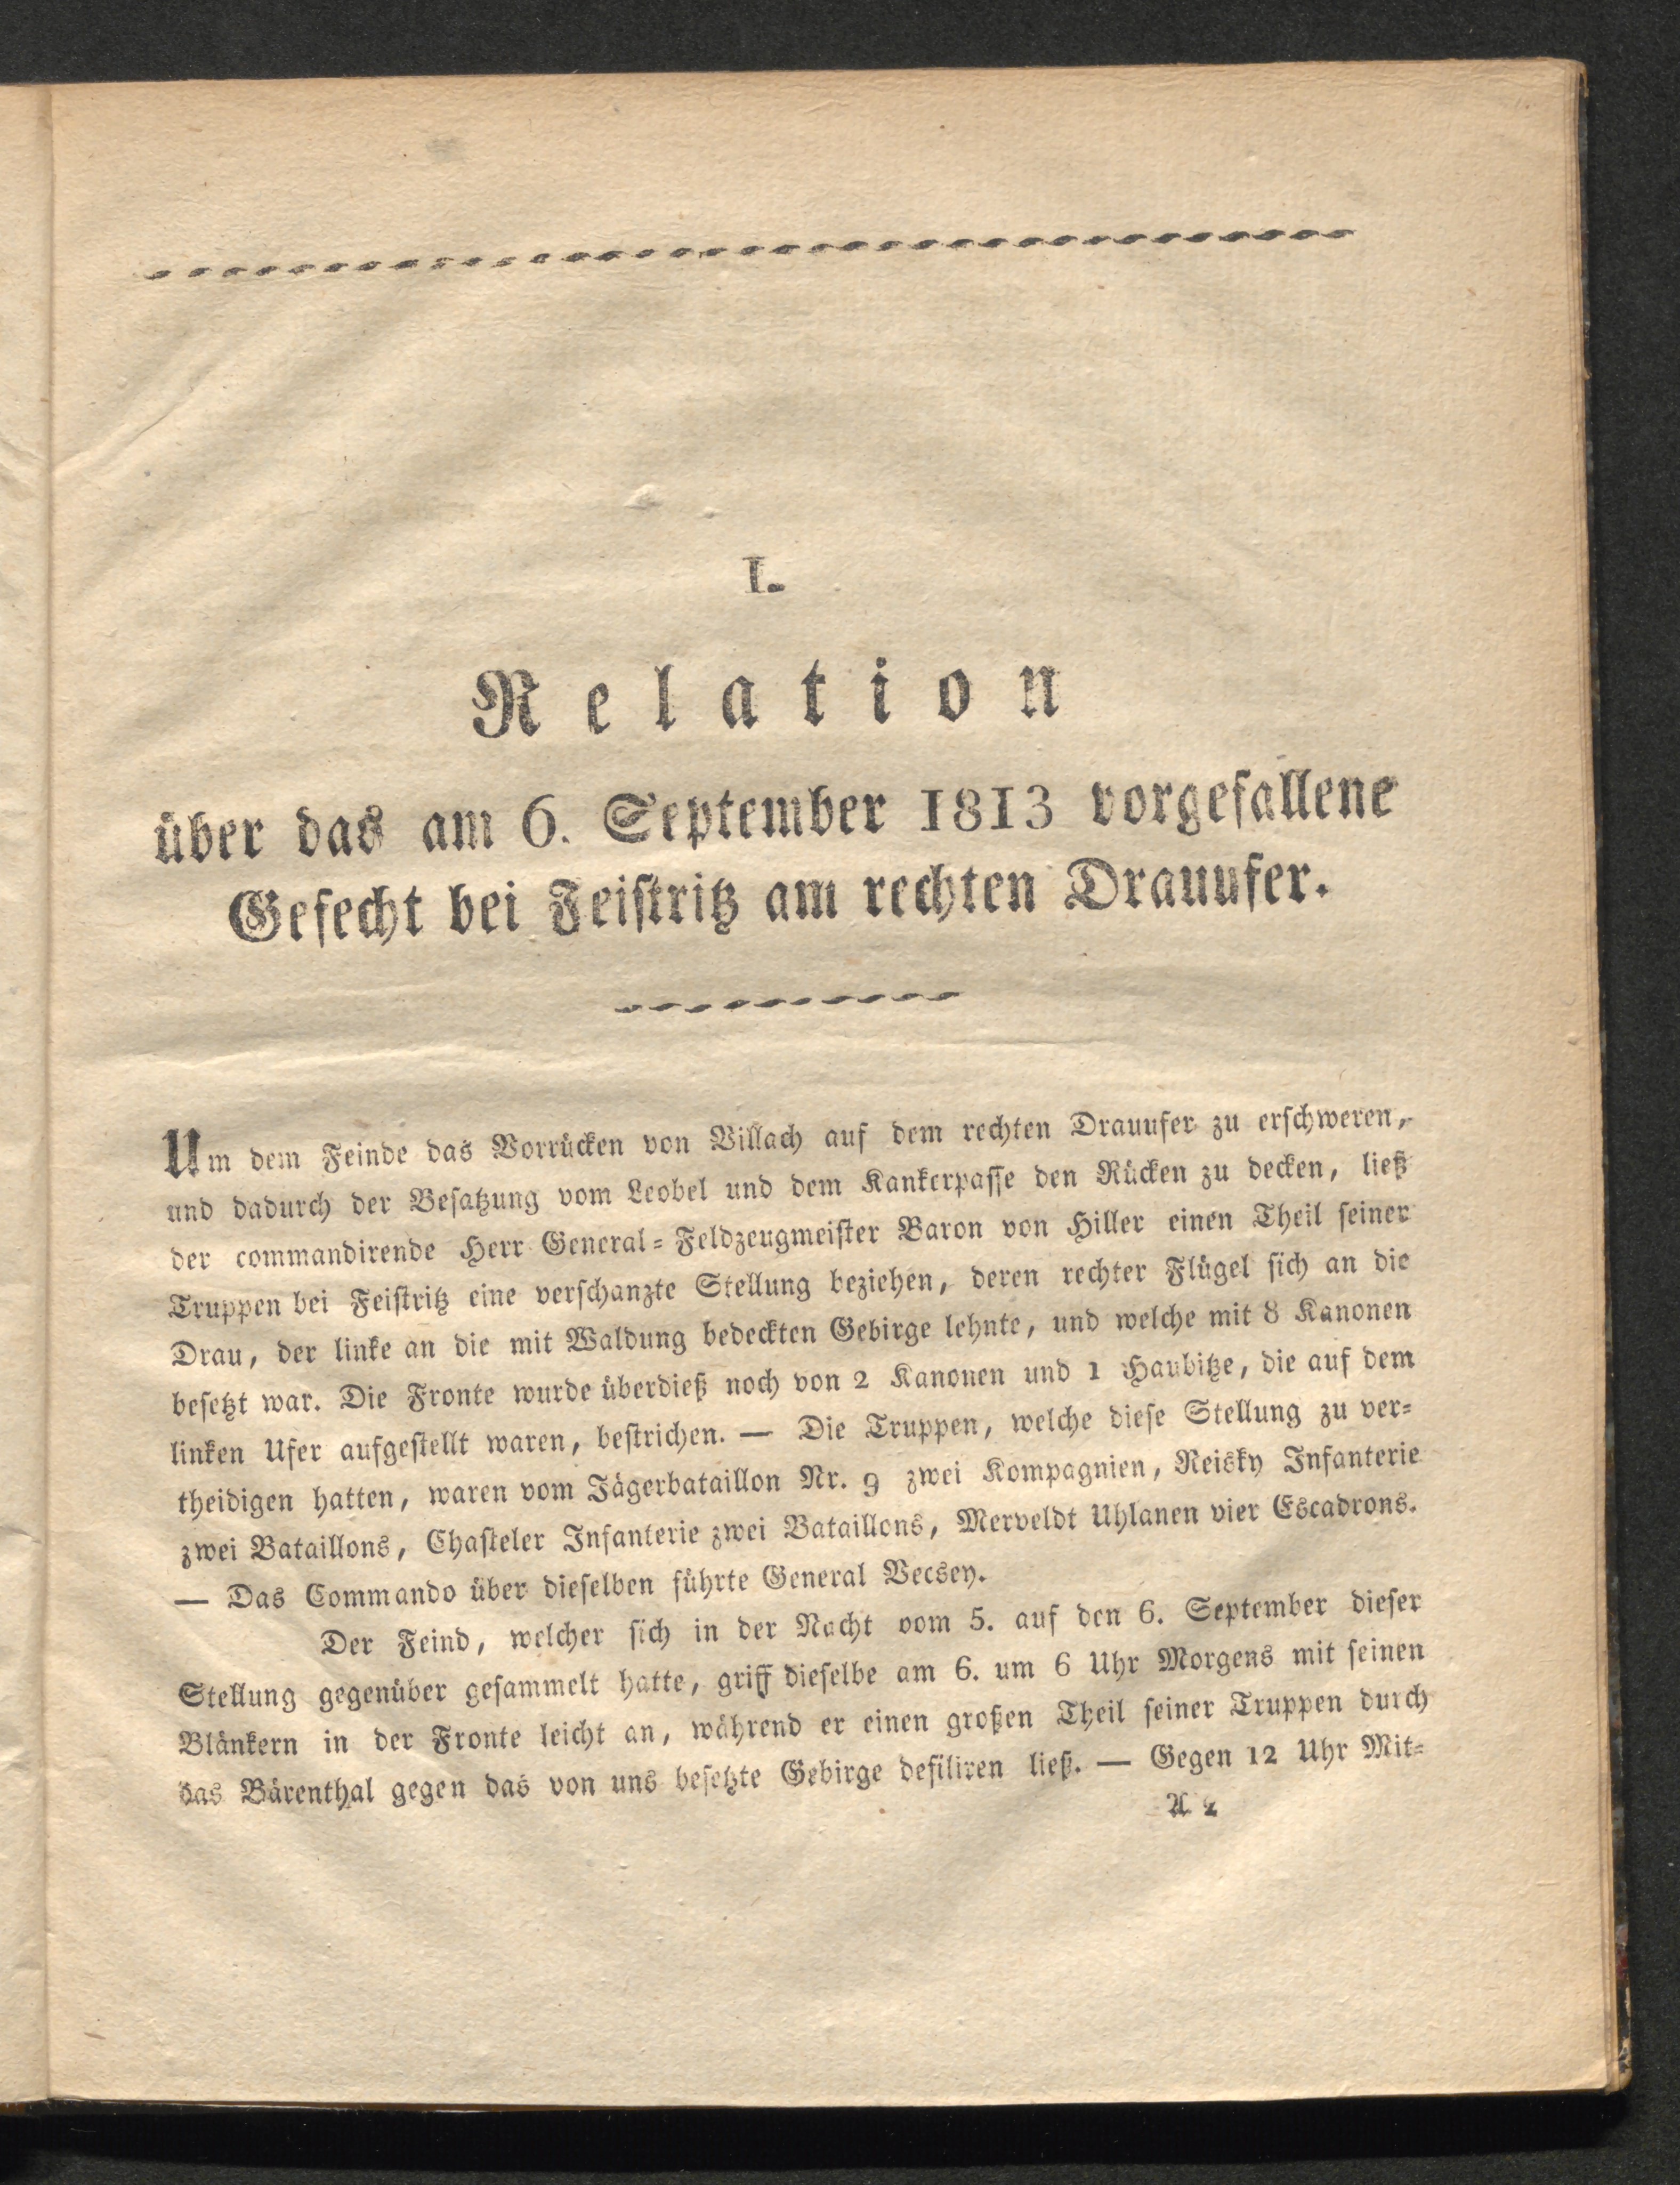 I.
Relation
über das am 6. September 1813 vorgefallene
Gefecht bei Feistritz am rechten Drauufer.
Um dem Feinde das Vorrücken von Villach auf dem rechten Drauufer zu erschweren,
und dadurch der Besatzung vom Leobel und dem Kankerpasse den Rücken zu decken, ließ
der commandirende Herr General=Feldzeugmeister Baron von Hiller einen Theil seiner
Truppen bei Feistritz eine verschanzte Stellung beziehen, deren rechter Flügel sich an die
Drau, der linke an die mit Waldung bedeckten Gebirge lehnte, und welche mit 8 Kanonen
besetzt war. Die Fronte wurde überdieß noch von 2 Kanonen und 1 Haubitze, die auf dem
linken Ufer aufgestellt waren, bestrichen. — Die Truppen, welche diese Stellung zu ver=
theidigen hatten, waren vom Jägerbataillon Nr. 9 zwei Kompagnien, Reisky Infanterie
zwei Bataillons, Chasteler Infanterie zwei Bataillons, Merveldt Uhlanen vier Escadrons.
— Das Commando über dieselben führte General Vecsey.
Der Feind, welcher sich in der Nacht vom 5. auf den 6. September dieser
Stellung gegenüber gesammelt hatte, griff dieselbe am 6. um 6 Uhr Morgens mit seinen
Blänkern in der Fronte leicht an, während er einen großen Theil seiner Truppen durch
das Bärenthal gegen das von uns besetzte Gebirge defiliren ließ. — Gegen 12 Uhr Mit=
A 2